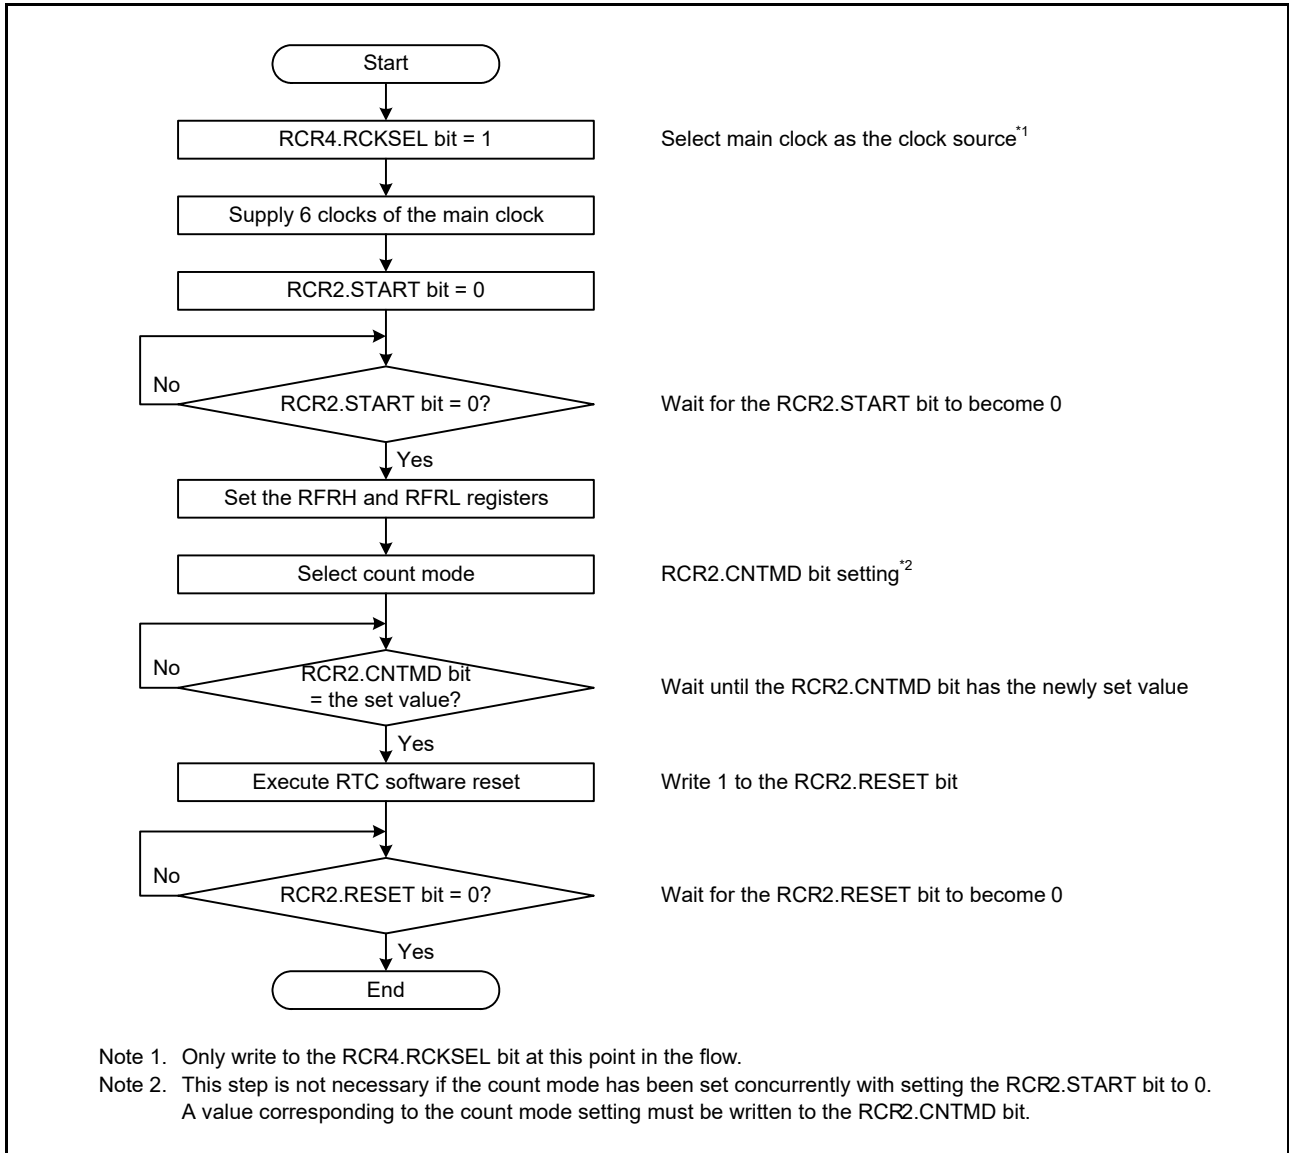 Start
RCR4.RCKSEL bit = 1
Select main clock as the clock source*1
Supply 6 clocks of the main clock
RCR2.START bit = 0
No
RCR2.START bit = 0?
Wait for the RCR2.START bit to become 0
Yes
Set the RFRH and RFRL registers
Select count mode
RCR2.CNTMD bit setting*2
No
RCR2.CNTMD bit
= the set value?
Wait until the RCR2.CNTMD bit has the newly set value
Yes
Execute RTC software reset
Write 1 to the RCR2.RESET bit
No
RCR2.RESET bit = 0?
Wait for the RCR2.RESET bit to become 0
Yes
End
Note 1. Only write to the RCR4.RCKSEL bit at this point in the flow.
Note 2. This step is not necessary if the count mode has been set concurrently with setting the RCR2.START bit to 0.
A value corresponding to the count mode setting must be written to the RCR2.CNTMD bit.